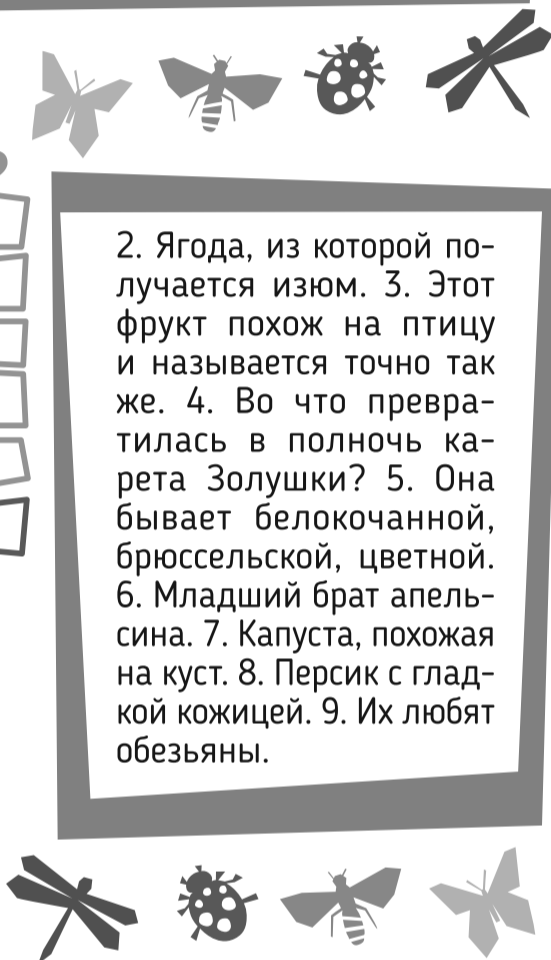 2. Ягода, из которой по-
лучается изюм. 3. Этот
фрукт похож на птицу
и называется точно так
же. 4. Во что превра-
тилась в полночь ка-
рета Золушки? 5. Она
бывает белокочанной,
брюссельской, цветной.
6. Младший брат апель-
сина. 7. Капуста, похожая
на куст. 8. Персик с глад-
кой кожицей. 9. Их любят
обезьяны.